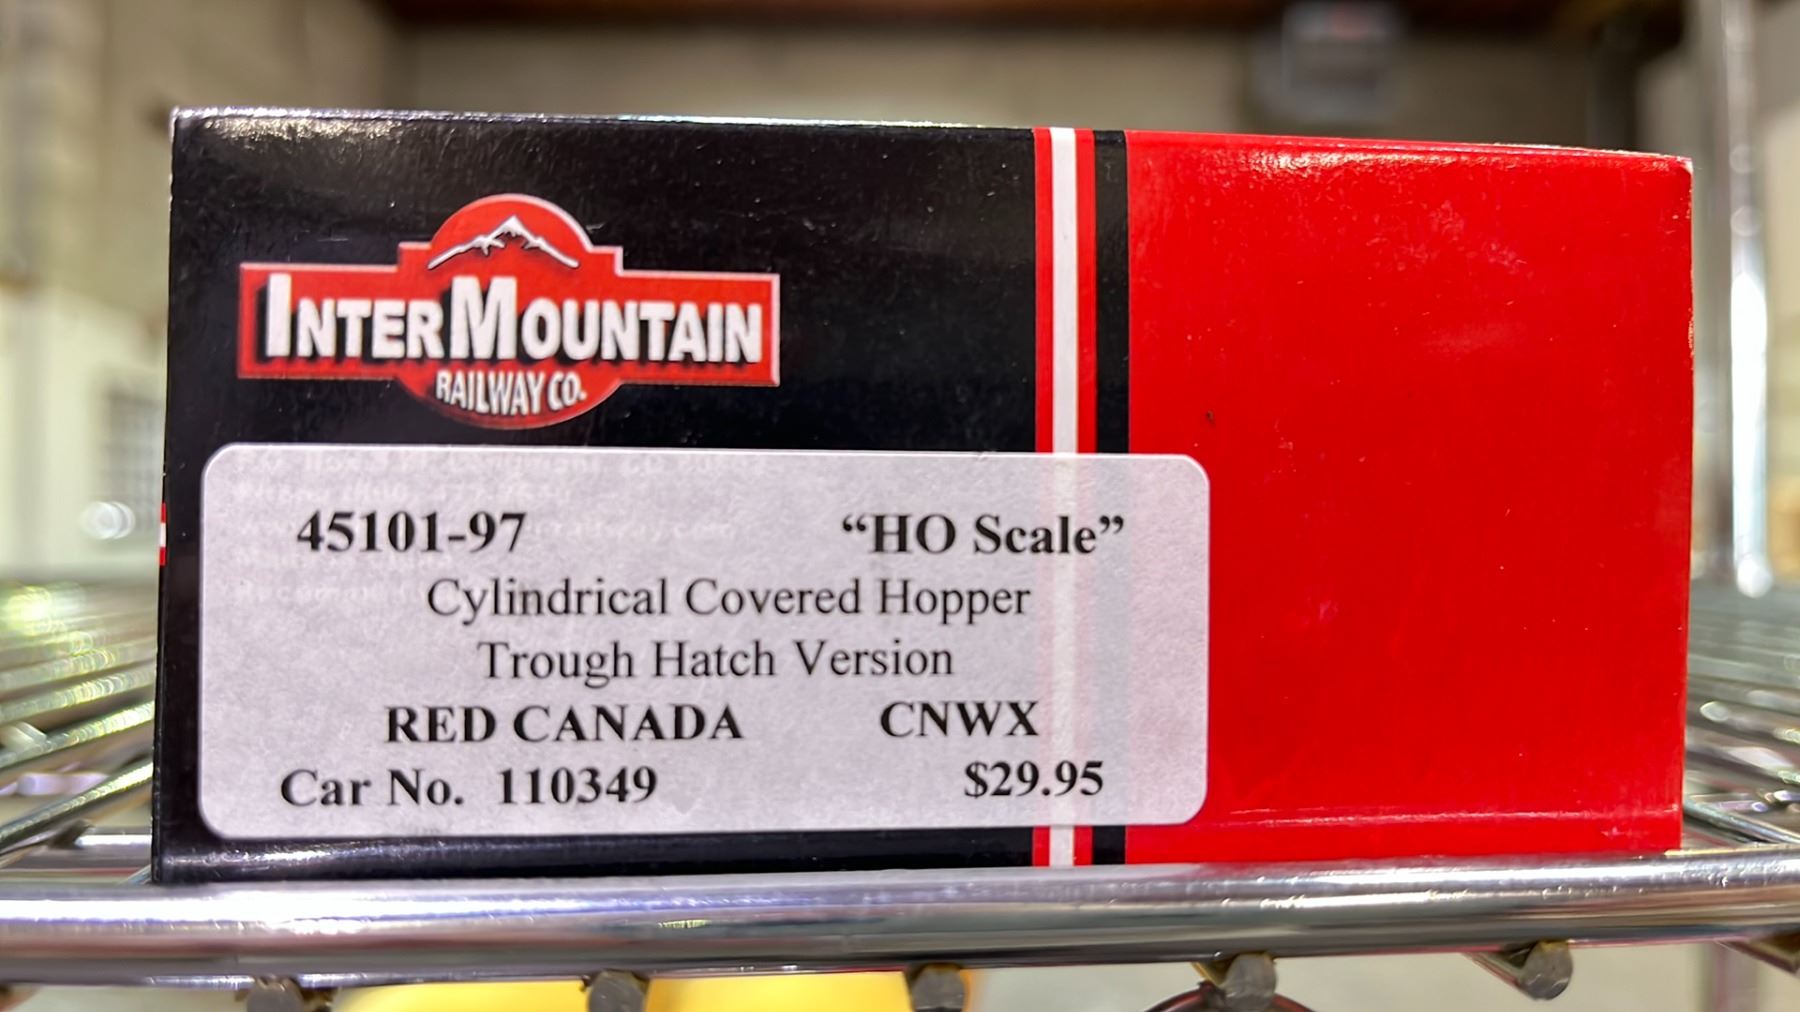 INTERMOUNTAIN
RAILWAY CO.
45101-97 “HO Scale”
Cylindrical Covered Hopper
Trough Hatch Version
RED CANADA CNWX
Car No. 110349 $29.95